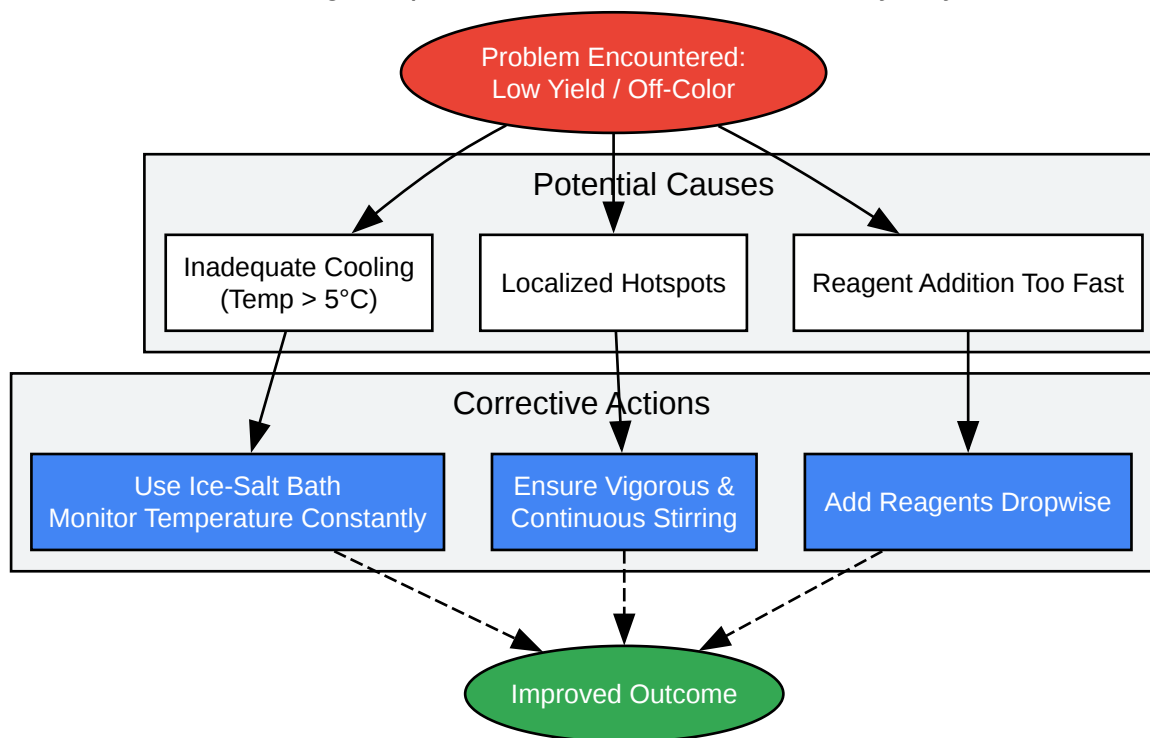 Problem Encountered:
Low Yield / Off-Color
Potential Causes
Inadequate Cooling
(Temp > 5°C)
Localized Hotspots
Reagent Addition Too Fast
Corrective Actions
Use Ice-Salt Bath
Monitor Temperature Constantly
Ensure Vigorous &
Continuous Stirring
Add Reagents Dropwise
Improved Outcome